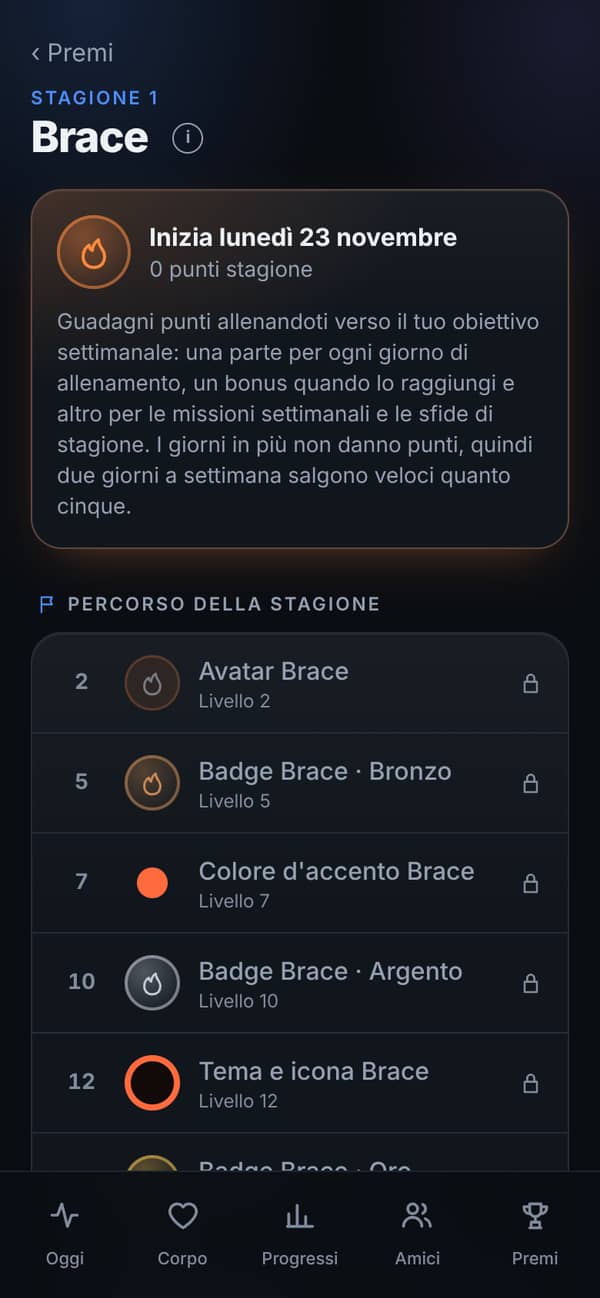 ‹ Premi
STAGIONE 1
Brace
i
Inizia lunedì 23 novembre
0 punti stagione
Guadagni punti allenandoti verso il tuo obiettivo
settimanale: una parte per ogni giorno di
allenamento, un bonus quando lo raggiungi e
altro per le missioni settimanali e le sfide di
stagione. I giorni in più non danno punti, quindi
due giorni a settimana salgono veloci quanto
cinque.
PERCORSO DELLA STAGIONE
2
Avatar Brace
Livello 2
5
Badge Brace · Bronzo
Livello 5
7
Colore d'accento Brace
Livello 7
10
Badge Brace · Argento
Livello 10
12
Tema e icona Brace
Livello 12
Badge Brace · Oro
Oggi
Corpo
Progressi
Amici
Premi